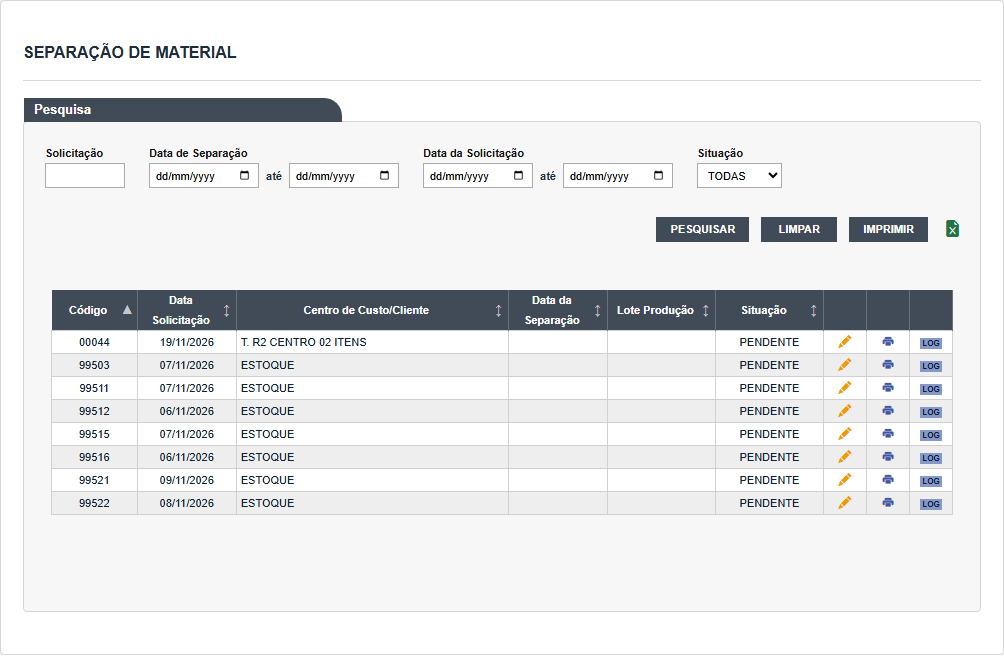 SEPARAÇÃO DE MATERIAL
Pesquisa
Solicitação Data de Separação Data da Solicitação Situação
dd/mm/yyyy até dd/mm/yyyy dd/mm/yyyy até dd/mm/yyyy TODAS
PESQUISAR LIMPAR IMPRIMIR
Código Data Solicitação Centro de Custo/Cliente Data da Separação Lote Produção Situação
00044 19/11/2026 T. R2 CENTRO 02 ITENS PENDENTE LOG
99503 07/11/2026 ESTOQUE PENDENTE LOG
99511 07/11/2026 ESTOQUE PENDENTE LOG
99512 06/11/2026 ESTOQUE PENDENTE LOG
99515 07/11/2026 ESTOQUE PENDENTE LOG
99516 06/11/2026 ESTOQUE PENDENTE LOG
99521 09/11/2026 ESTOQUE PENDENTE LOG
99522 08/11/2026 ESTOQUE PENDENTE LOG